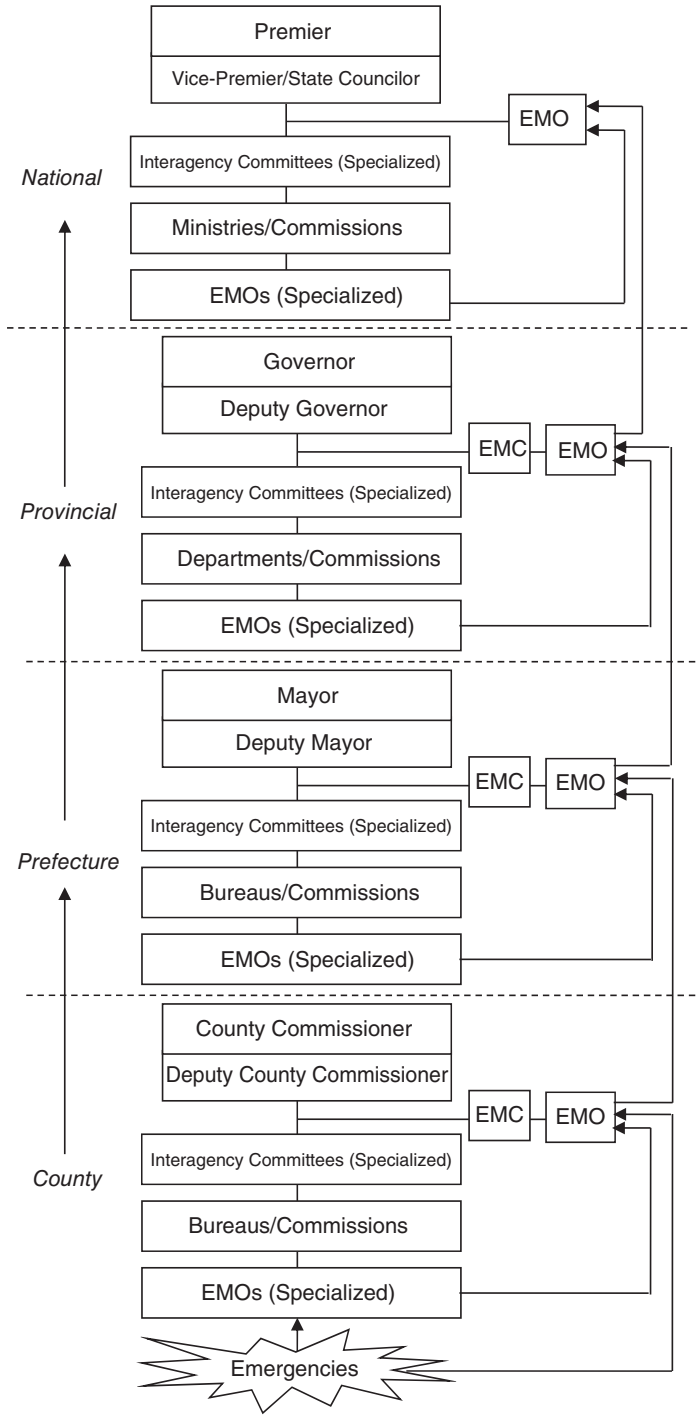 Premier
Vice-Premier/State Councilor
EMO
Interagency Committees (Specialized)
National
Ministries/Commissions
EMOs (Specialized)
Governor
Deputy Governor
EMC
EMO
Interagency Committees (Specialized)
Provincial
Departments/Commissions
EMOs (Specialized)
Mayor
Deputy Mayor
EMC
EMO
Interagency Committees (Specialized)
Prefecture
Bureaus/Commissions
EMOs (Specialized)
County Commissioner
Deputy County Commissioner
EMC
EMO
Interagency Committees (Specialized)
County
Bureaus/Commissions
EMOs (Specialized)
Emergencies